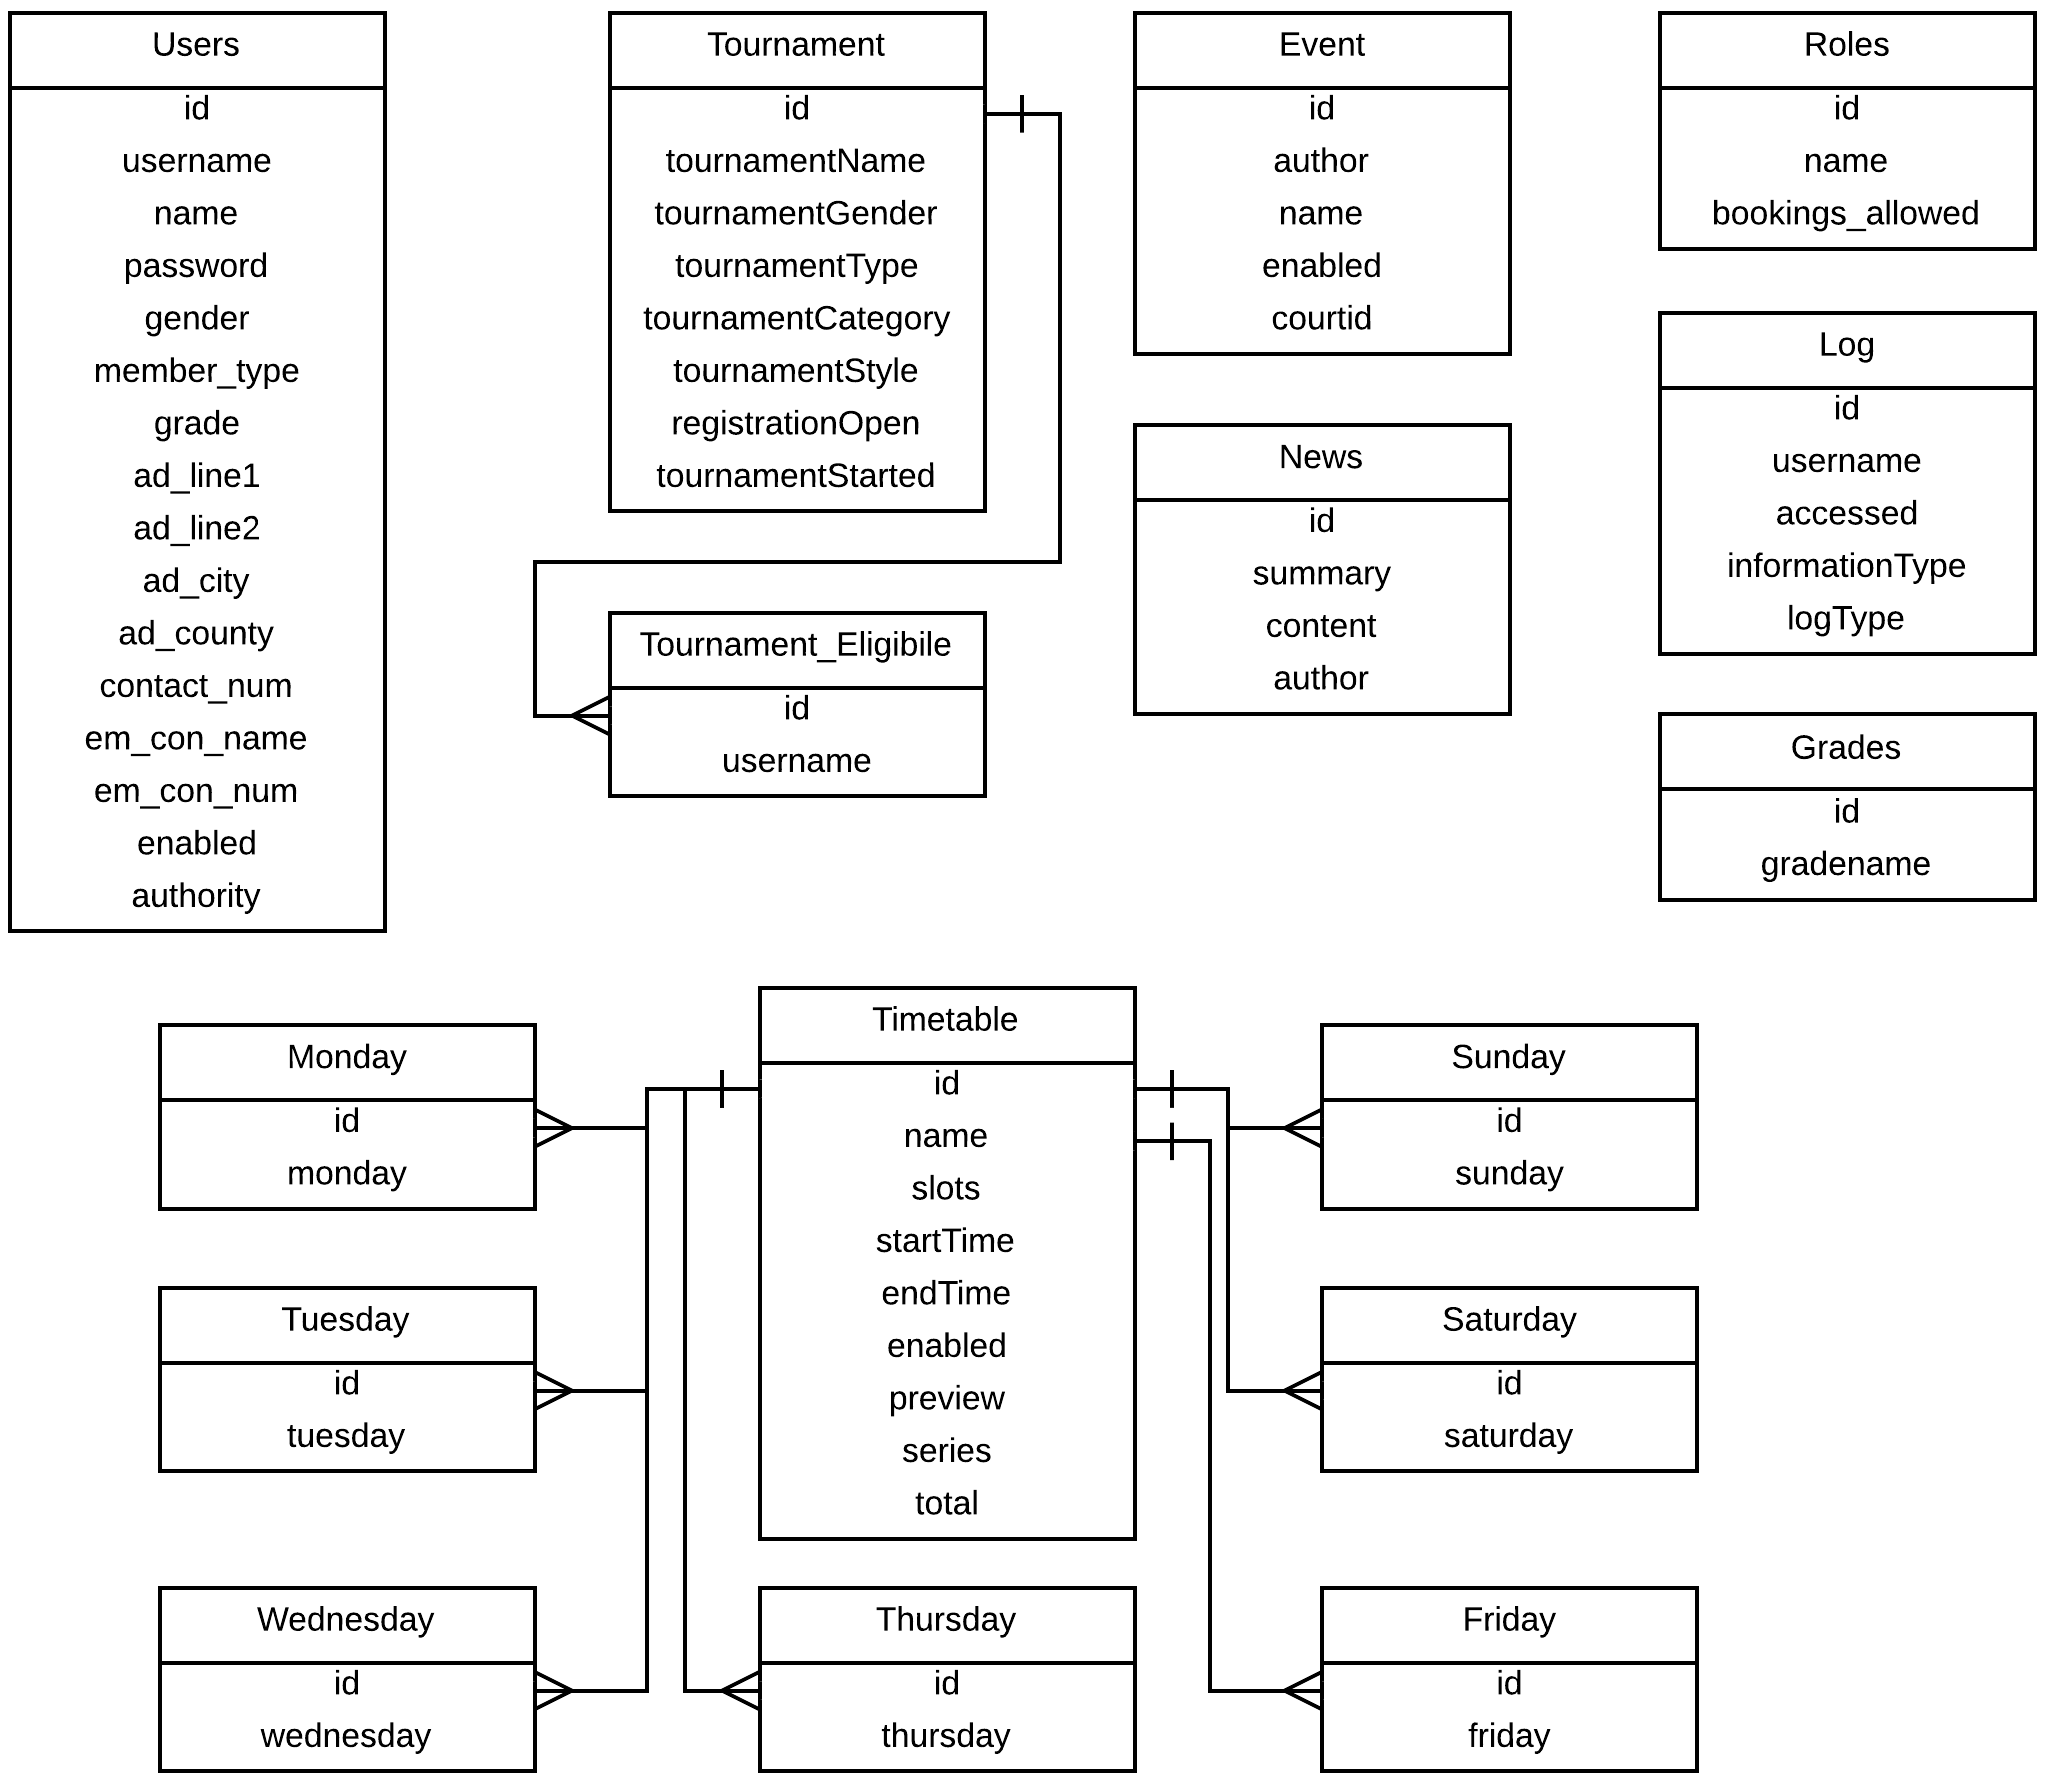 Users
id
username
name
password
gender
member_type
grade
ad_line1
ad_line2
ad_city
ad_county
contact_num
em_con_name
em_con_num
enabled
authority
Tournament
id
tournamentName
tournamentGender
tournamentType
tournamentCategory
tournamentStyle
registrationOpen
tournamentStarted
Tournament_Eligibile
id
username
Event
id
author
name
enabled
courtid
News
id
summary
content
author
Roles
id
name
bookings_allowed
Log
id
username
accessed
informationType
logType
Grades
id
gradename
Monday
id
monday
Tuesday
id
tuesday
Wednesday
id
wednesday
Timetable
id
name
slots
startTime
endTime
enabled
preview
series
total
Thursday
id
thursday
Sunday
id
sunday
Saturday
id
saturday
Friday
id
friday